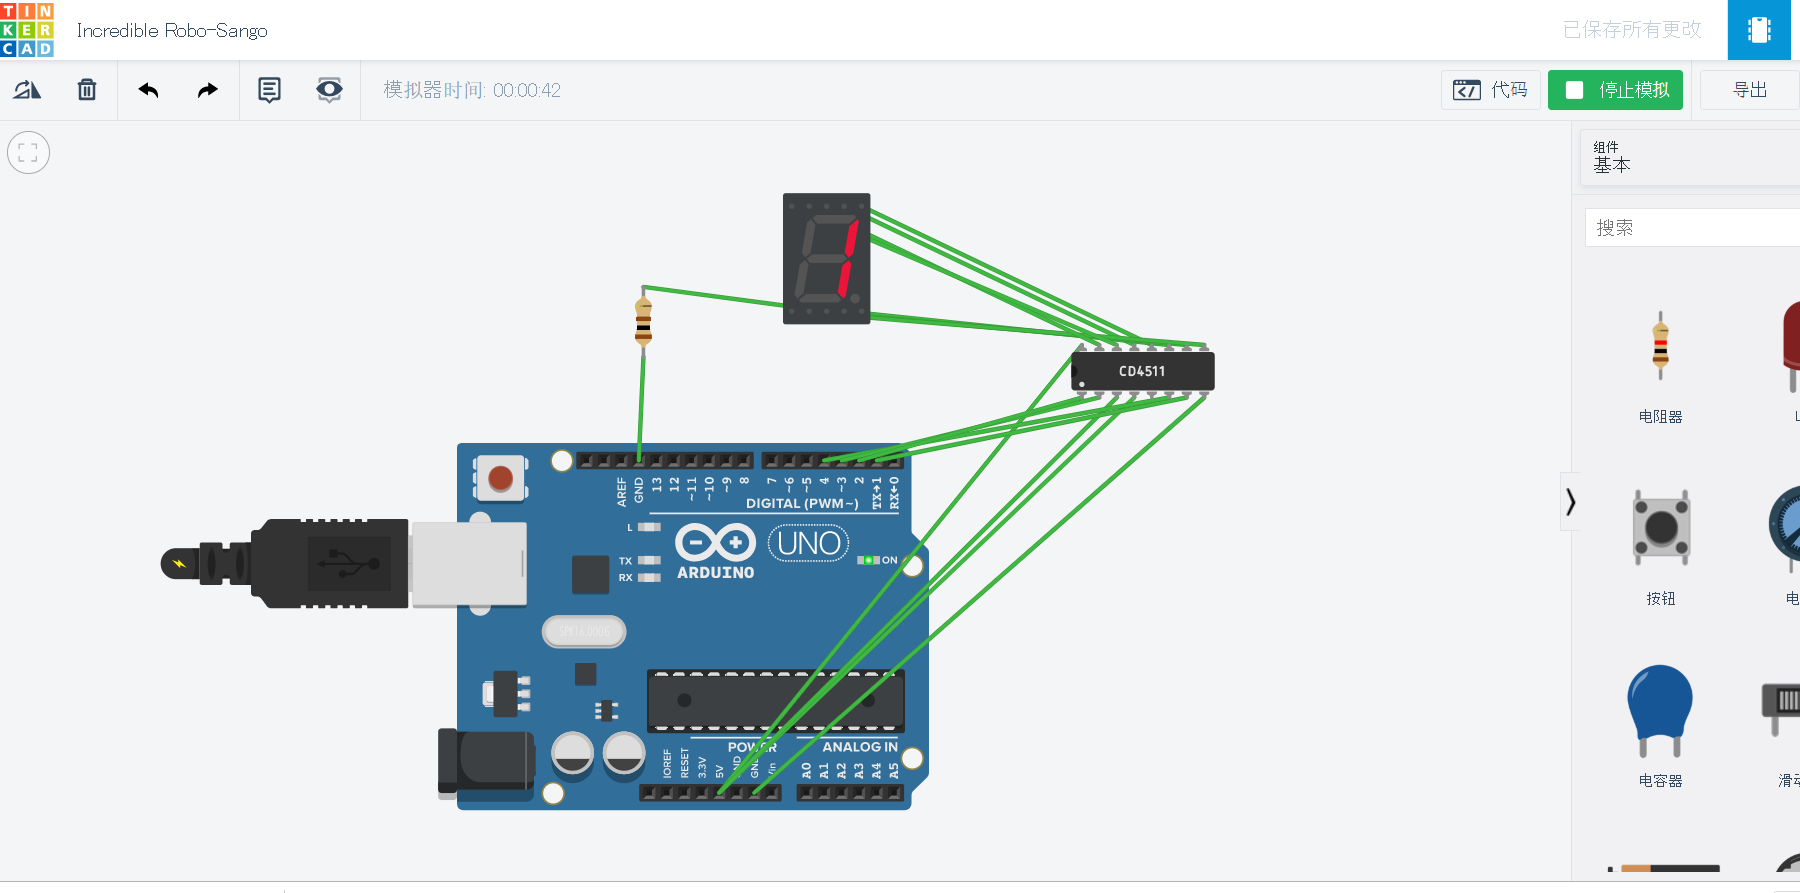 TIN
KER
CAD
Incredible Robo-Sango
已保存所有更改
模拟器时间: 00:00:42
代码
停止模拟
导出
组件
基本
搜索
电阻器
L
按钮
电
电容器
滑动
CD4511
AREF
GND
13
12
~11
~10
~9
8
7
~6
~5
4
~3
2
TX→1
RX←0
DIGITAL (PWM~)
L
TX
RX
ARDUINO
UNO
ON
SPK16.000G
POWER
ANALOG IN
IOREF
RESET
3.3V
5V
GND
GND
Vin
A0
A1
A2
A3
A4
A5